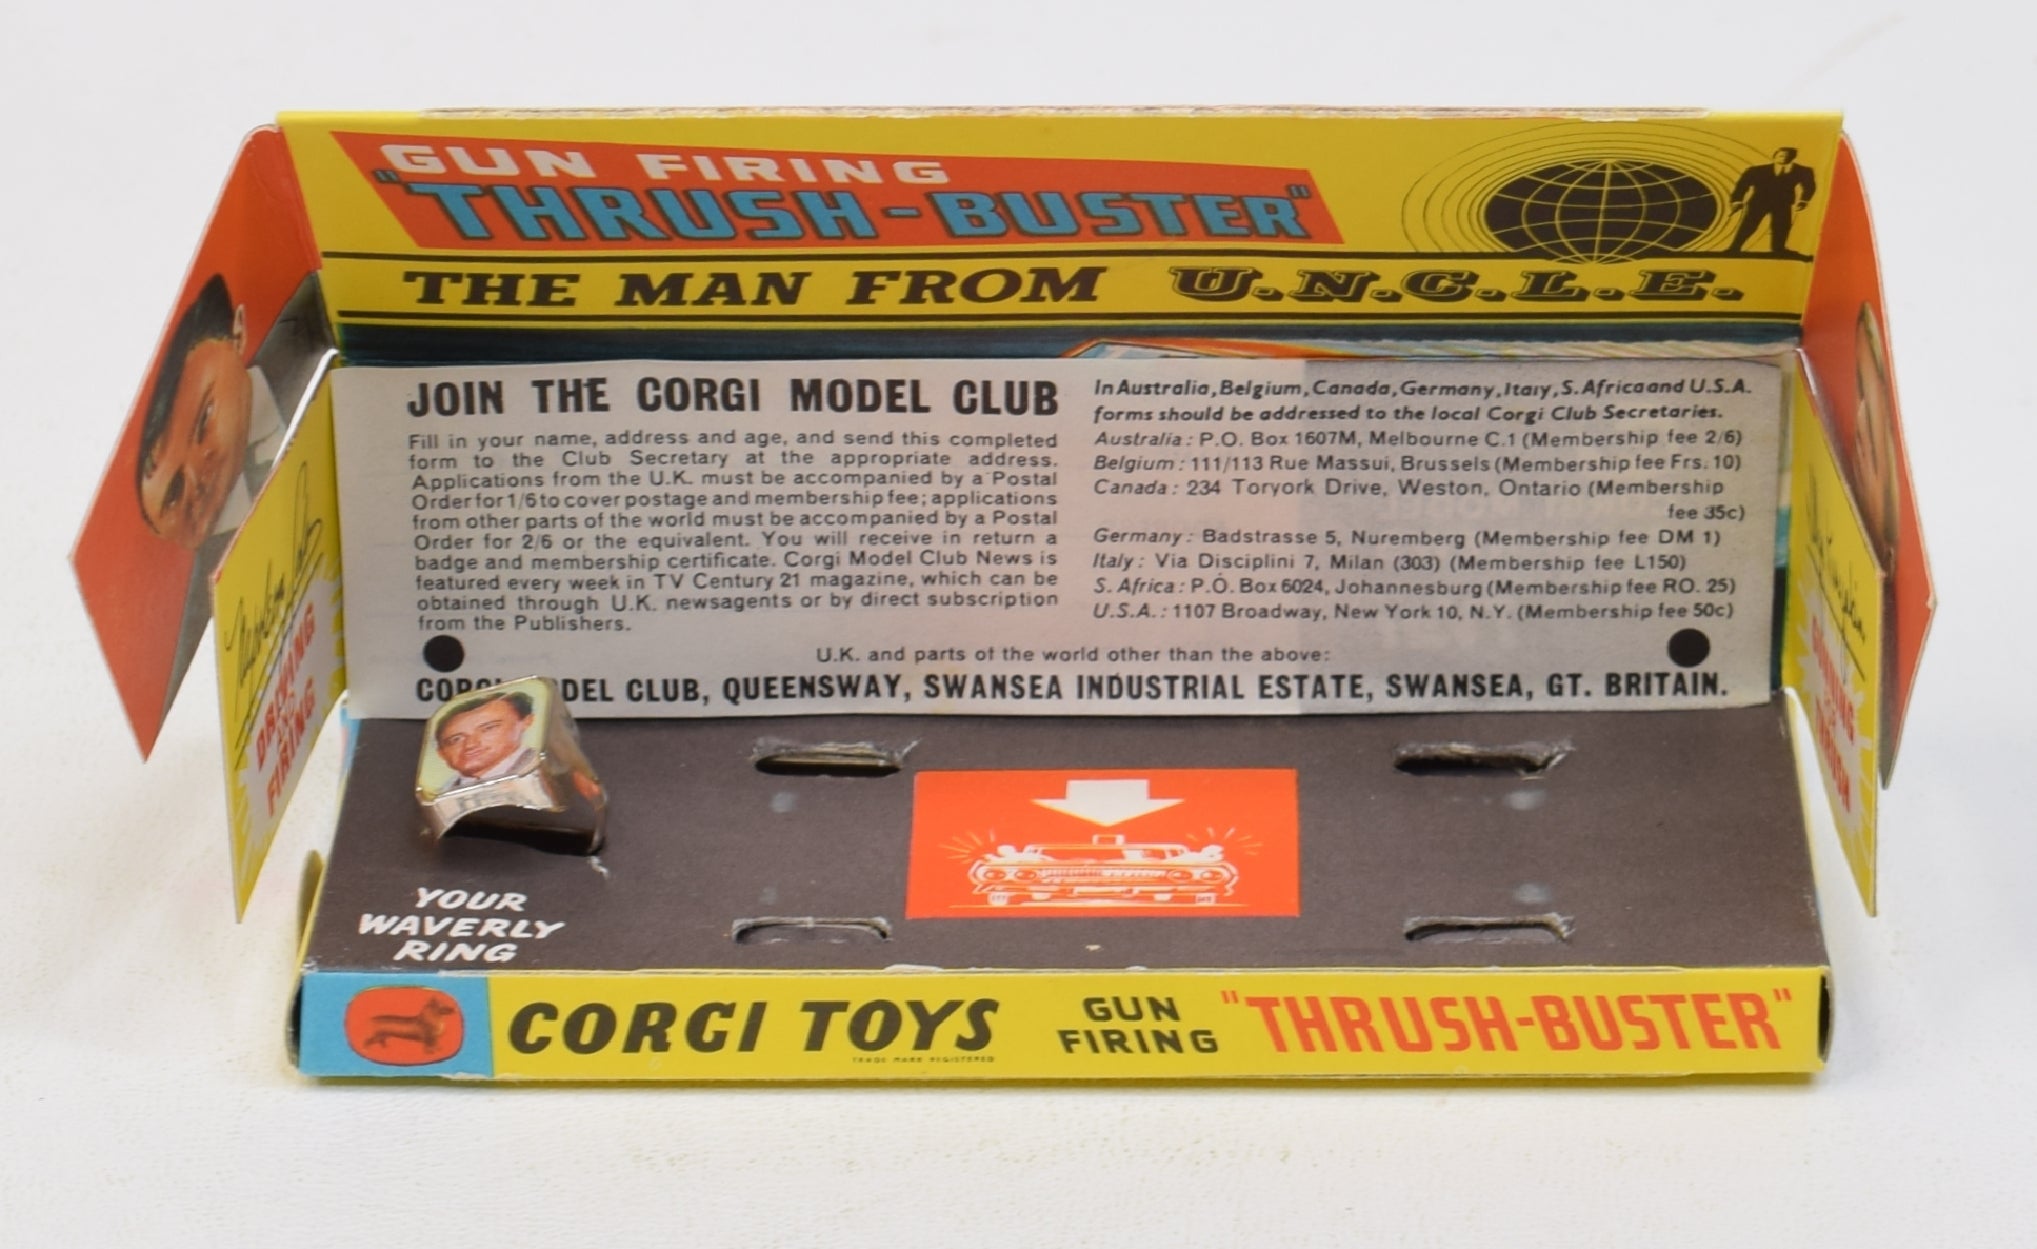 GUN FIRING
"THRUSH-BUSTER"
THE MAN FROM U.N.C.L.E.
JOIN THE CORGI MODEL CLUB
Fill in your name, address and age, and send this completed
form to the Club Secretary at the appropriate address.
Applications from the U.K. must be accompanied by a Postal
Order for 1/6 to cover postage and membership fee; applications
from other parts of the world must be accompanied by a Postal
Order for 2/6 or the equivalent. You will receive in return a
badge and membership certificate. Corgi Model Club News is
featured every week in TV Century 21 magazine, which can be
obtained through U.K. newsagents or by direct subscription
from the Publishers.
In Australia, Belgium, Canada, Germany, Italy, S. Africa and U.S.A.
forms should be addressed to the local Corgi Club Secretaries.
Australia: P.O. Box 1607M, Melbourne C.1 (Membership fee 2/6)
Belgium: 111/113 Rue Massui, Brussels (Membership fee Frs. 10)
Canada: 234 Toryork Drive, Weston, Ontario (Membership
fee 35c)
Germany: Badstrasse 5, Nuremberg (Membership fee DM 1)
Italy: Via Disciplini 7, Milan (303) (Membership fee L150)
S. Africa: P.O. Box 6024, Johannesburg (Membership fee RO. 25)
U.S.A.: 1107 Broadway, New York 10, N.Y. (Membership fee 50c)
U.K. and parts of the world other than the above:
CORGI MODEL CLUB, QUEENSWAY, SWANSEA INDUSTRIAL ESTATE, SWANSEA, GT. BRITAIN.
DRIVING
AND
FIRING
YOUR
WAVERLY
RING
CORGI TOYS
TRADE MARK REGISTERED
GUN
FIRING
"THRUSH-BUSTER"